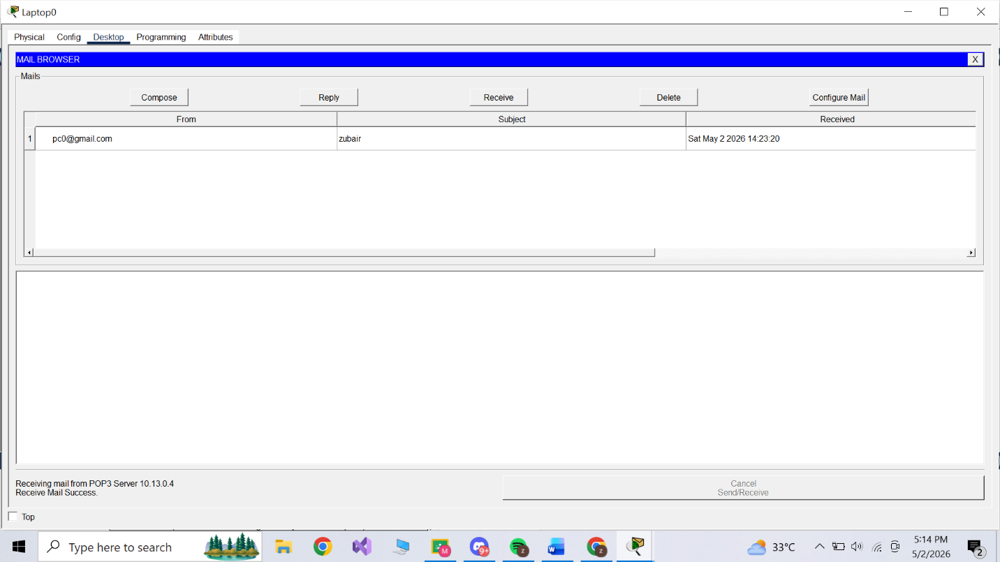 Laptop0
Physical Config Desktop Programming Attributes
MAIL BROWSER X
Mails
Compose Reply Receive Delete Configure Mail
From Subject Received
1 pc0@gmail.com zubair Sat May 2 2026 14:23:20
Receiving mail from POP3 Server 10.13.0.4
Receive Mail Success.
Cancel
Send/Receive
Top
Type here to search
M
9+
z
W
z
33°C
5:14 PM
5/2/2026
2